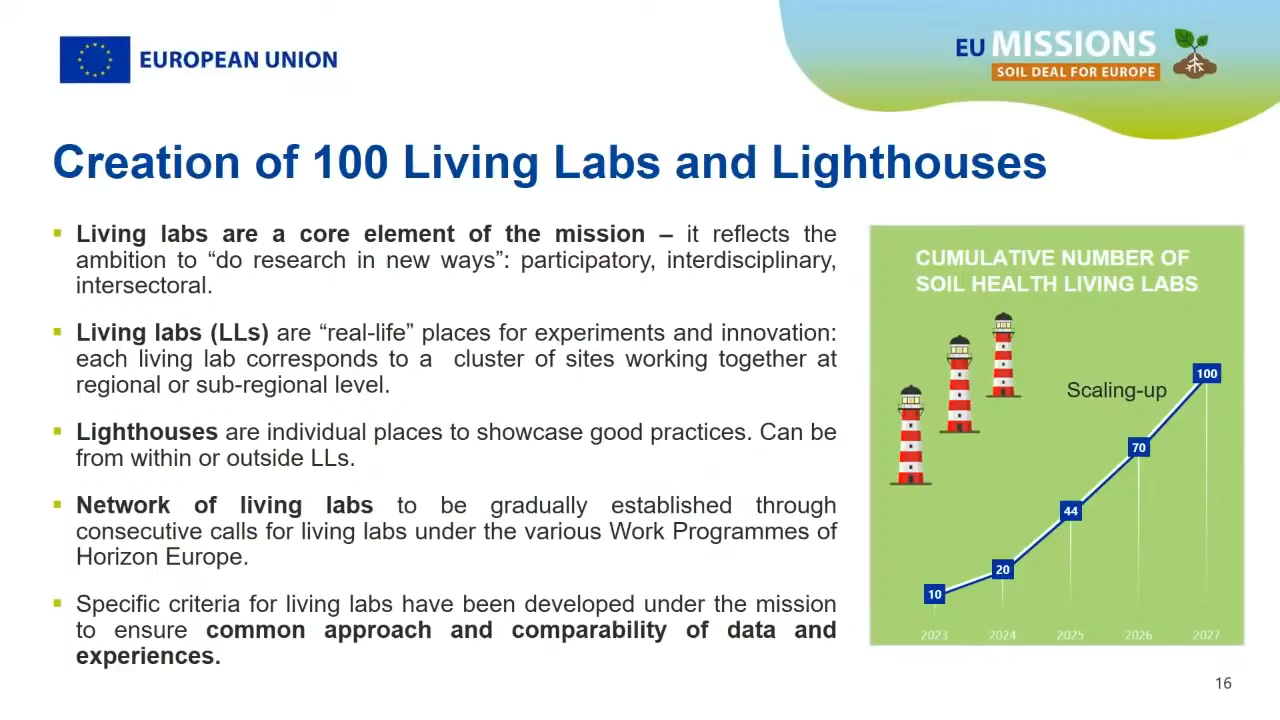 EUROPEAN UNION
EU MISSIONS
SOIL DEAL FOR EUROPE
Creation of 100 Living Labs and Lighthouses
▪ Living labs are a core element of the mission – it reflects the
ambition to “do research in new ways”: participatory, interdisciplinary,
intersectoral.
▪ Living labs (LLs) are “real-life” places for experiments and innovation:
each living lab corresponds to a cluster of sites working together at
regional or sub-regional level.
▪ Lighthouses are individual places to showcase good practices. Can be
from within or outside LLs.
▪ Network of living labs to be gradually established through
consecutive calls for living labs under the various Work Programmes of
Horizon Europe.
▪ Specific criteria for living labs have been developed under the mission
to ensure common approach and comparability of data and
experiences.
CUMULATIVE NUMBER OF
SOIL HEALTH LIVING LABS
Scaling-up
100
70
44
20
10
2023 2024 2025 2026 2027
16